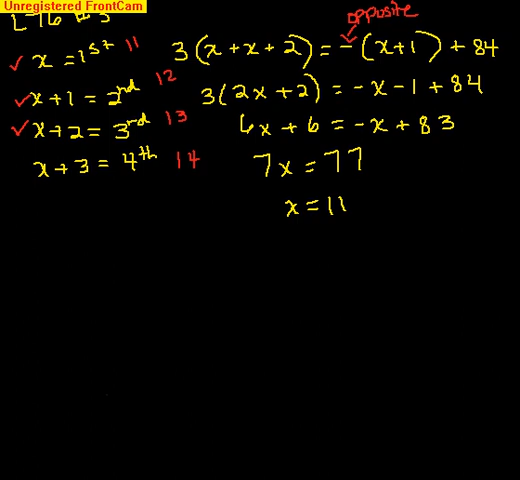 Unregistered FrontCam
L-76 # 3
opposite
✓ x = 1st 11
3(x + x + 2) = -(x+1) + 84
✓ x+1 = 2nd 12
3(2x + 2) = -x - 1 + 84
✓ x+2 = 3rd 13
6x + 6 = -x + 83
x+3 = 4th 14
7x = 77
x = 11